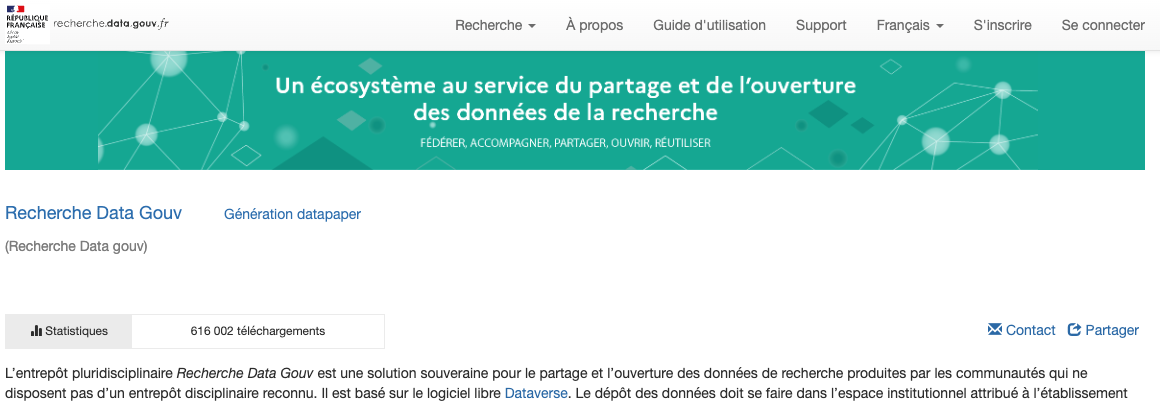 RÉPUBLIQUE
FRANÇAISE
recherche.data.gouv.fr
Recherche
À propos
Guide d'utilisation
Support
Français
S'inscrire
Se connecter
Un écosystème au service du partage et de l'ouverture
des données de la recherche
FÉDÉRER, ACCOMPAGNER, PARTAGER, OUVRIR, RÉUTILISER
Recherche Data Gouv
Génération datapaper
(Recherche Data gouv)
Statistiques
616 002 téléchargements
Contact
Partager
L'entrepôt pluridisciplinaire Recherche Data Gouv est une solution souveraine pour le partage et l'ouverture des données de recherche produites par les communautés qui ne
disposent pas d'un entrepôt disciplinaire reconnu. Il est basé sur le logiciel libre Dataverse. Le dépôt des données doit se faire dans l'espace institutionnel attribué à l'établissement